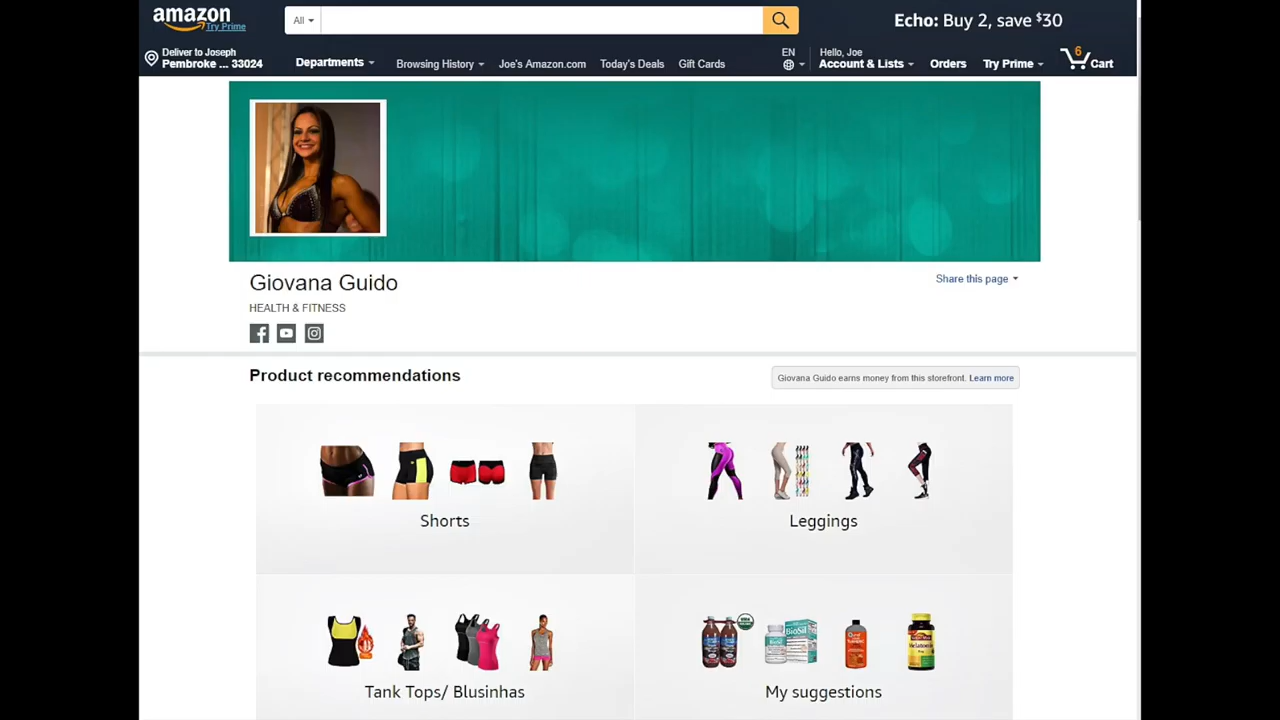 amazon
Try Prime
All
Echo: Buy 2, save $30
Deliver to Joseph
Pembroke ... 33024
Departments
Browsing History
Joe's Amazon.com
Today's Deals
Gift Cards
EN
Hello, Joe
Account & Lists
Orders
Try Prime
6
Cart
Giovana Guido
Share this page
HEALTH & FITNESS
Product recommendations
Giovana Guido earns money from this storefront. Learn more
Shorts
Leggings
BioSil
Tank Tops/ Blusinhas
My suggestions